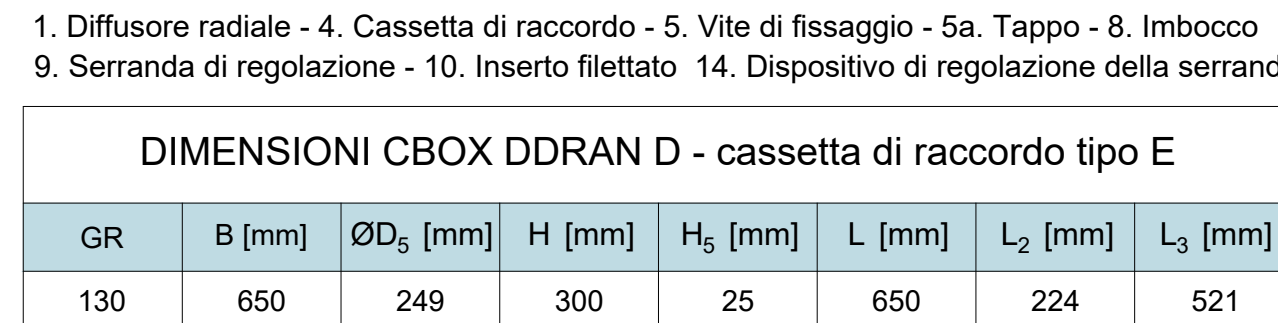 1. Diffusore radiale - 4. Cassetta di raccordo - 5. Vite di fissaggio - 5a. Tappo - 8. Imbocco
9. Serranda di regolazione - 10. Inserto filettato 14. Dispositivo di regolazione della serrand
DIMENSIONI CBOX DDRAN D - cassetta di raccordo tipo E
GR B [mm] ØD₅ [mm] H [mm] H₅ [mm] L [mm] L₂ [mm] L₃ [mm]
130 650 249 300 25 650 224 521